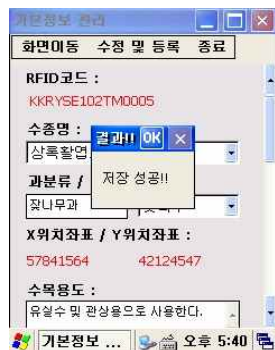 기본정보 관리
화면이동 수정 및 등록 종료
RFID코드 :
KKRYSE102TM0005
수종명 :
상록활엽
결과!! OK
저장 성공!!
과분류 /
잦나무과
X위치좌표 / Y위치좌표 :
57841564 42124547
수목용도 :
유실수 및 관상용으로 사용한다.
기본정보 ... 오후 5:40